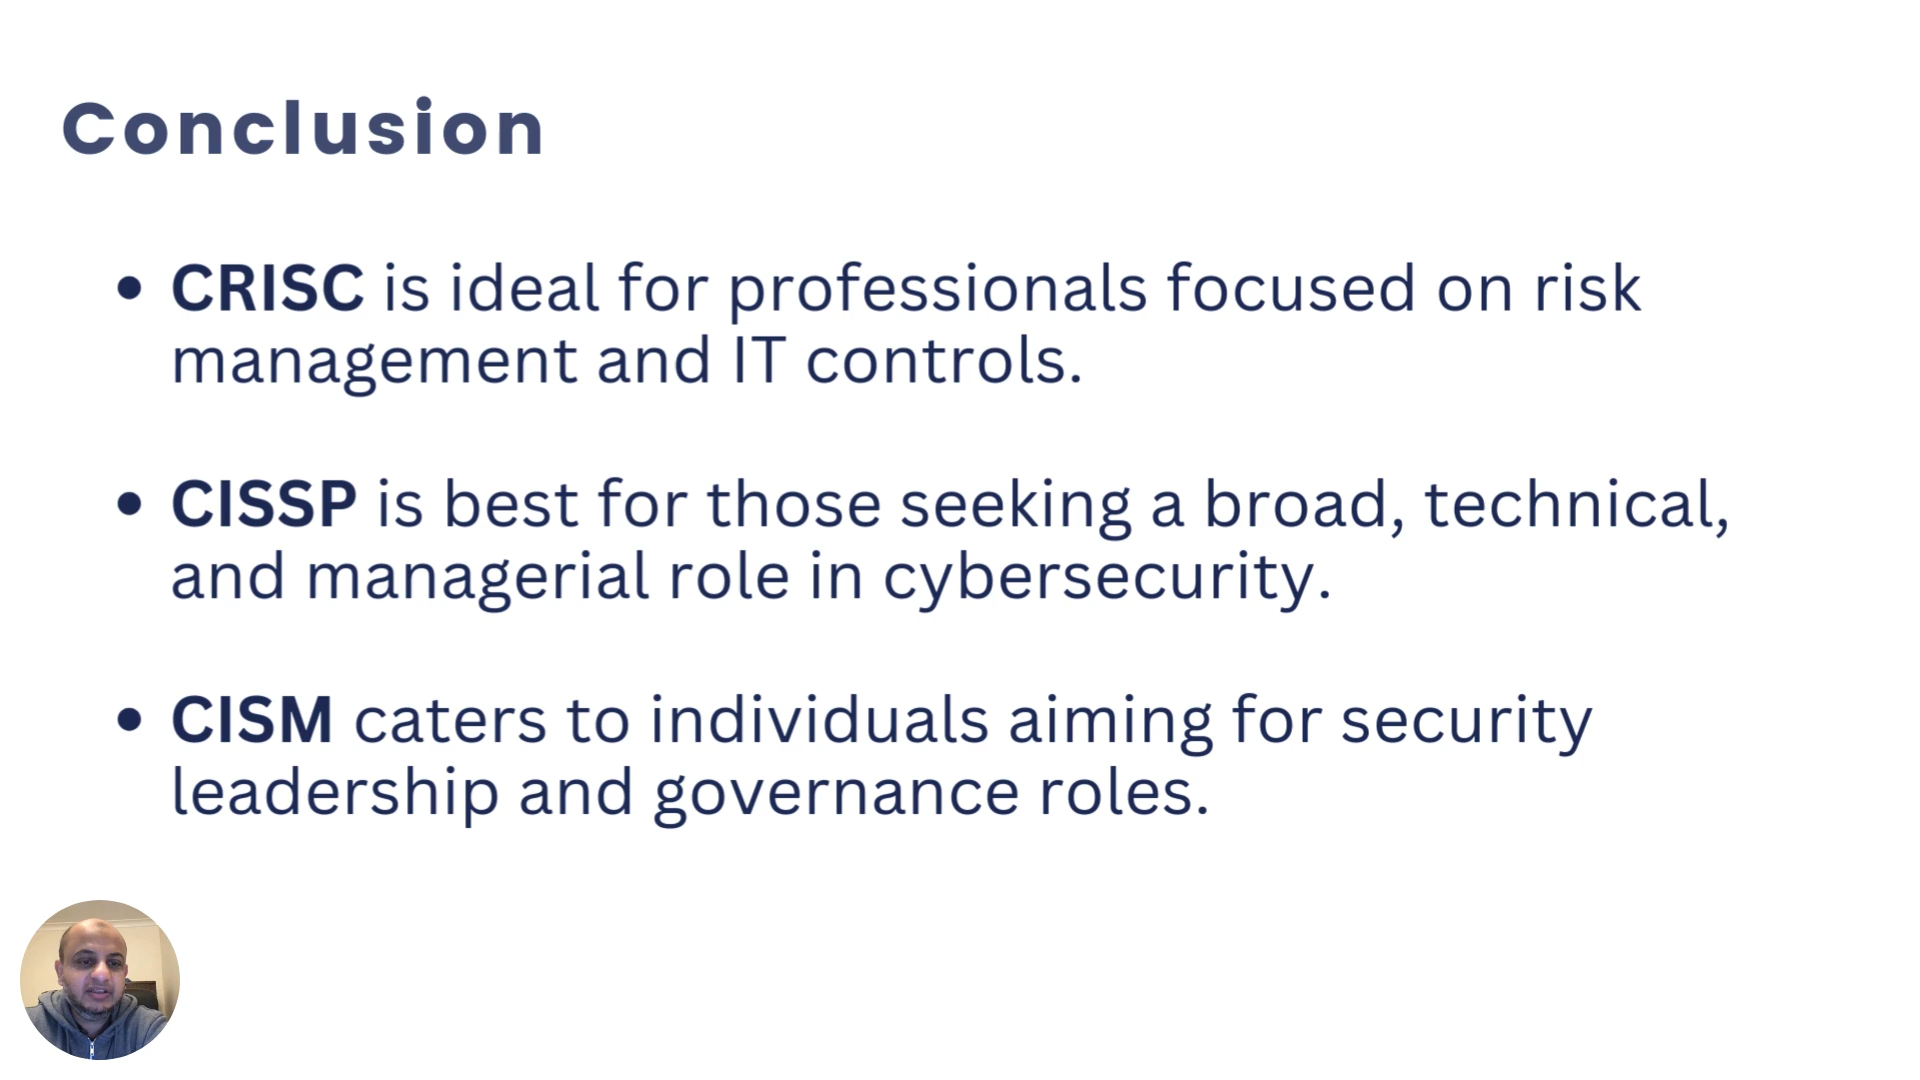 Conclusion
• CRISC is ideal for professionals focused on risk
management and IT controls.
• CISSP is best for those seeking a broad, technical,
and managerial role in cybersecurity.
• CISM caters to individuals aiming for security
leadership and governance roles.